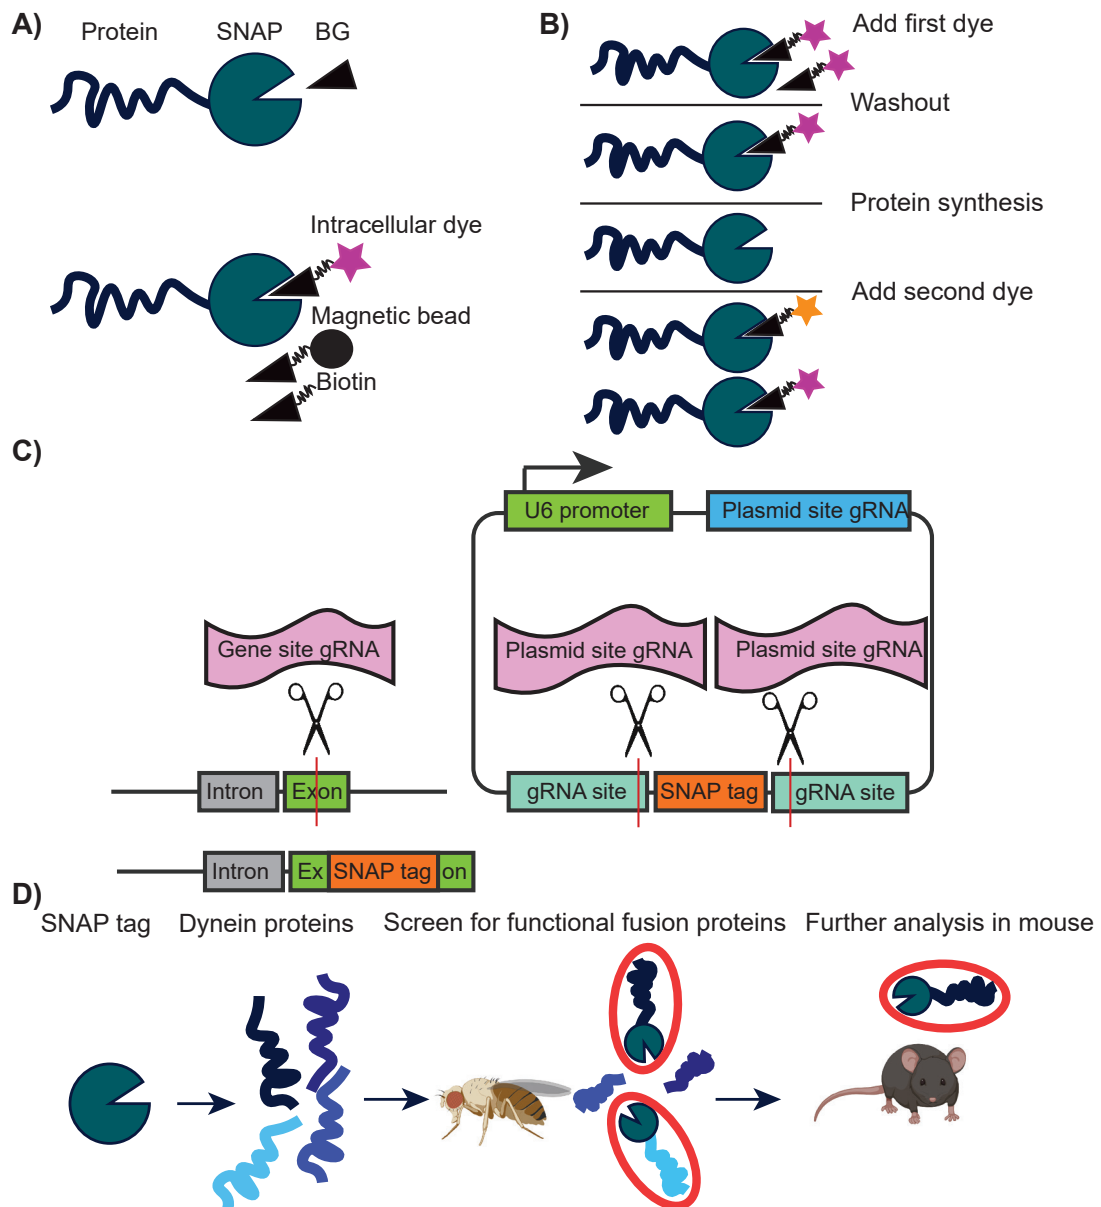 A)
Protein SNAP BG
Intracellular dye
Magnetic bead
Biotin
B)
Add first dye
Washout
Protein synthesis
Add second dye
C)
U6 promoter Plasmid site gRNA
Gene site gRNA Plasmid site gRNA Plasmid site gRNA
Intron Exon gRNA site SNAP tag gRNA site
Intron Ex SNAP tag on
D)
SNAP tag Dynein proteins Screen for functional fusion proteins Further analysis in mouse